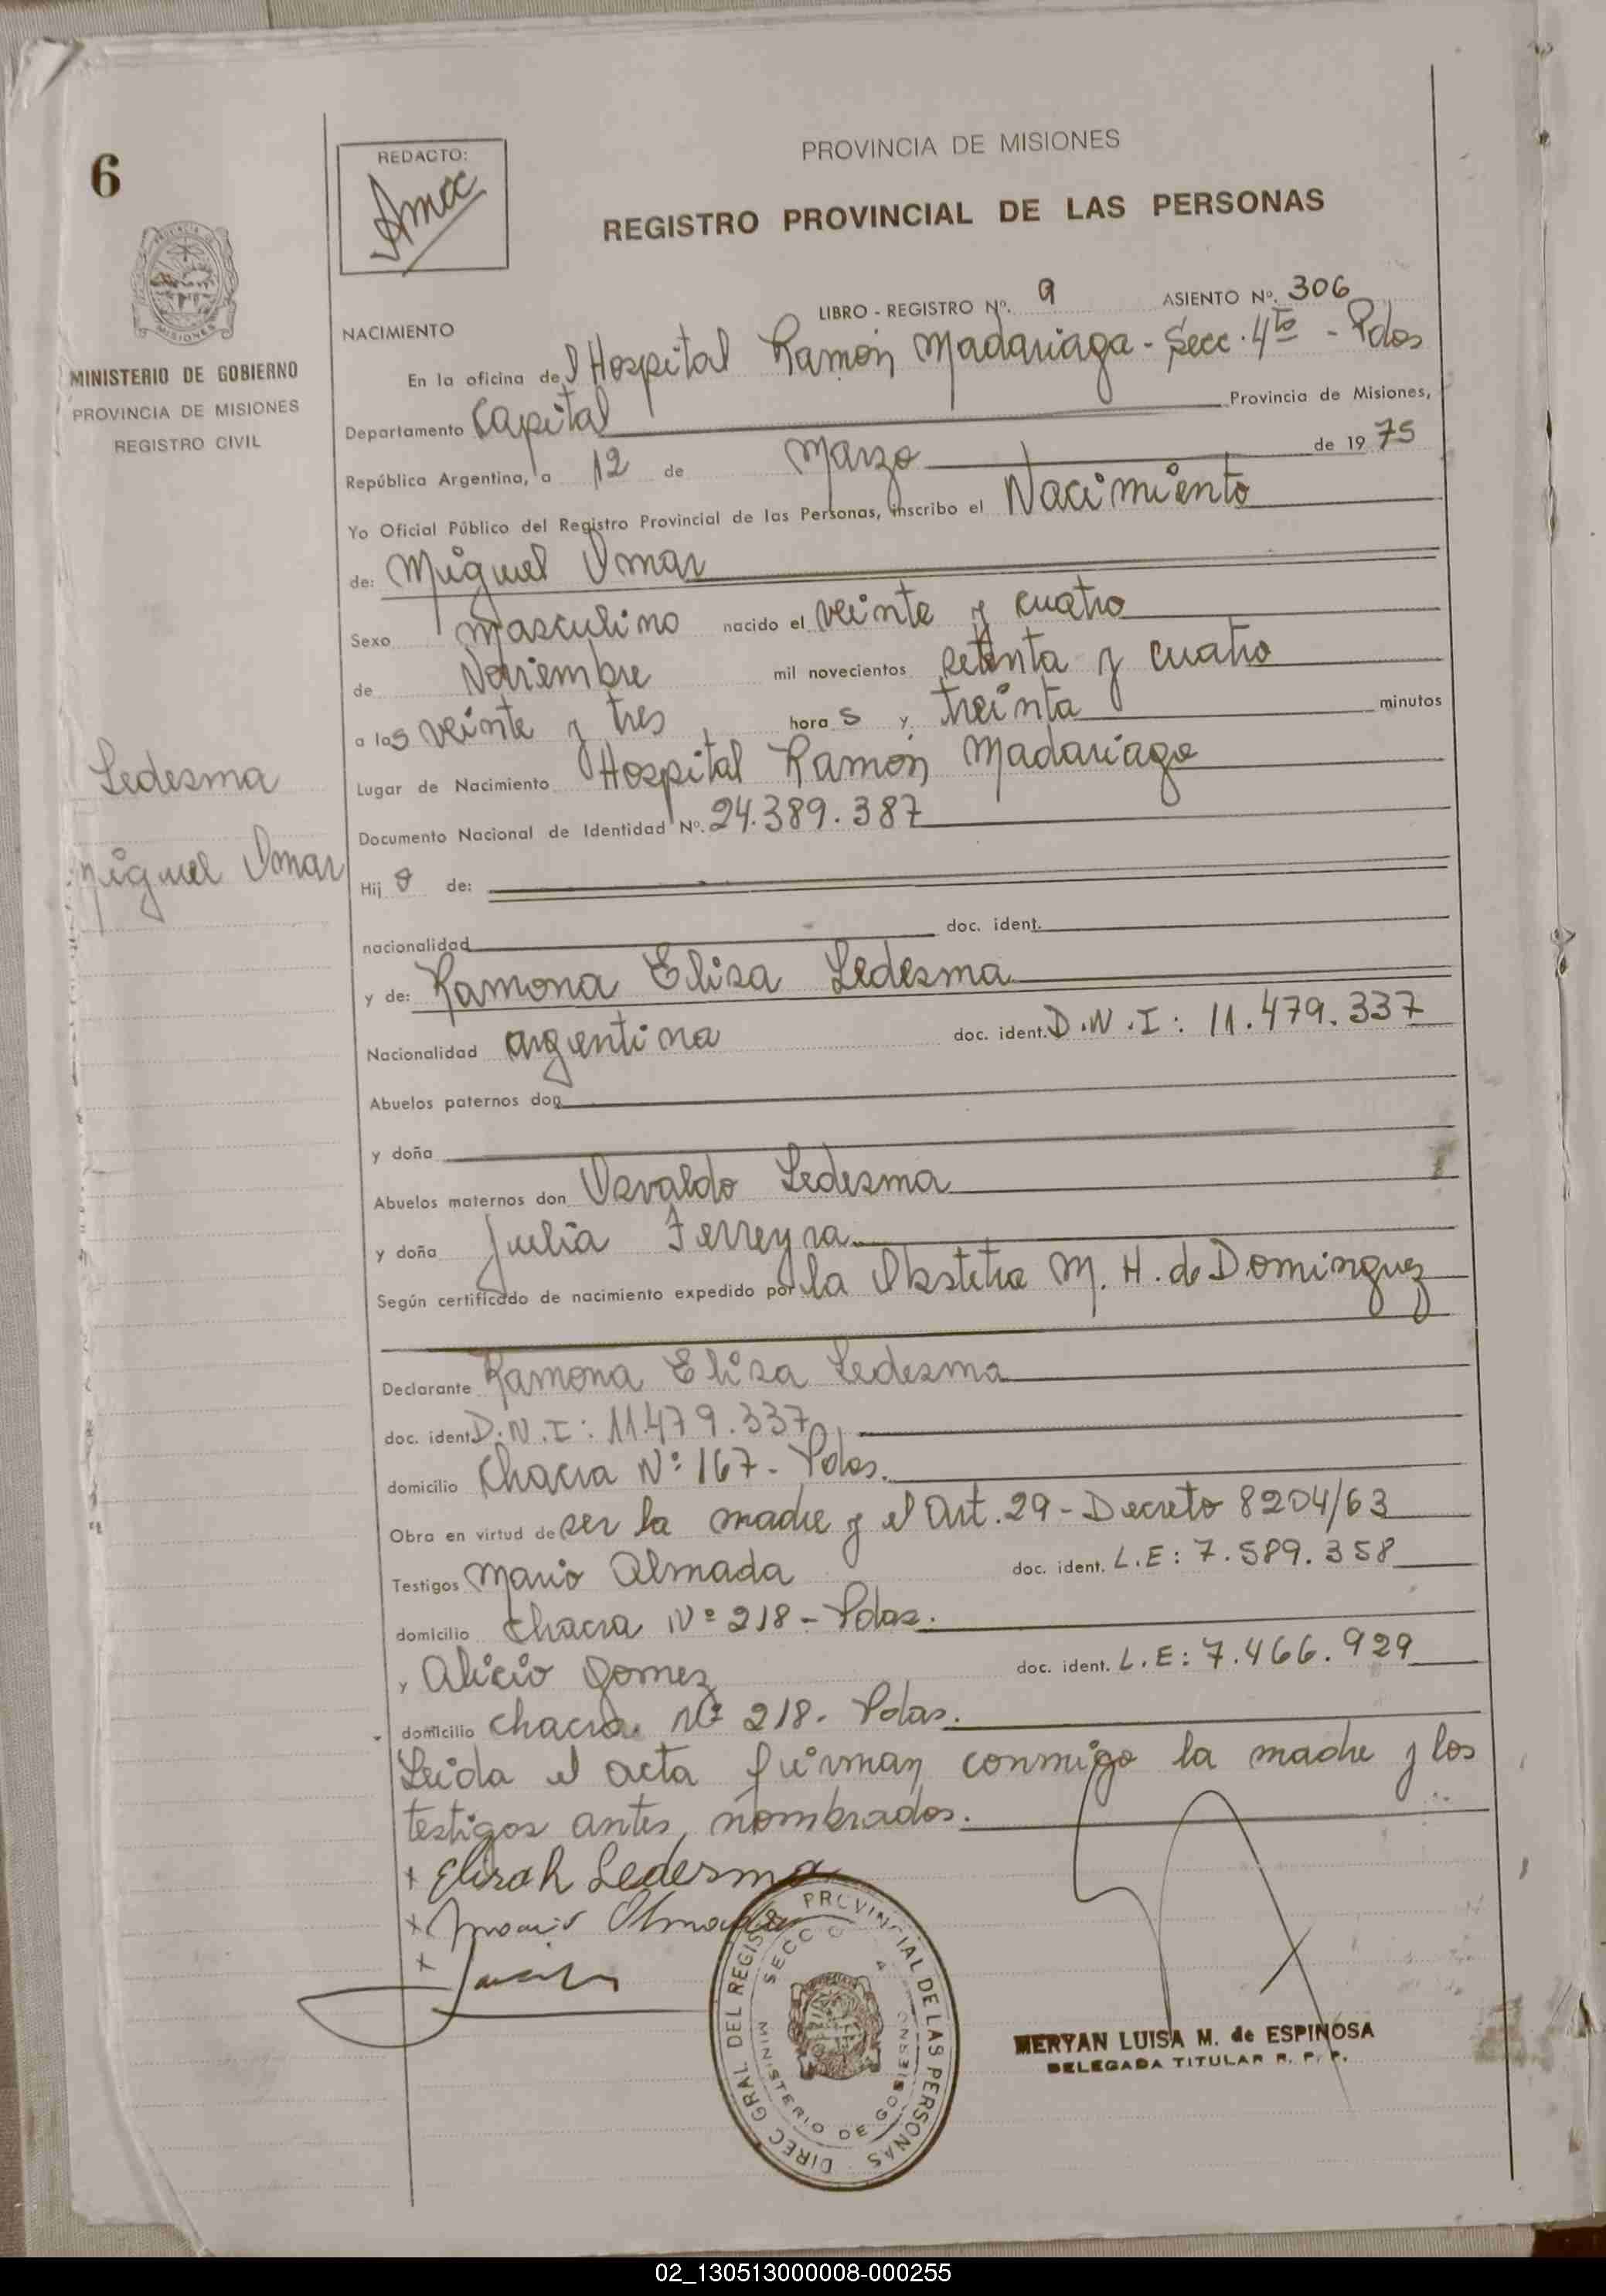 6
REDACTO:
PROVINCIA DE MISIONES
REGISTRO PROVINCIAL DE LAS PERSONAS
MINISTERIO DE GOBIERNO
PROVINCIA DE MISIONES
REGISTRO CIVIL
LIBRO - REGISTRO Nº. 9 ASIENTO Nº. 306
NACIMIENTO
En la oficina del Hospital Ramón Madariaga - Secc. 4ta - Pdas
Departamento Capital Provincia de Misiones,
República Argentina, a 12 de Marzo de 1975
Yo Oficial Público del Registro Provincial de las Personas, inscribo el Nacimiento
de: Miguel Omar
Sexo Masculino nacido el veinte y cuatro
de Noviembre mil novecientos setenta y cuatro
a las veinte y tres horas y treinta minutos
Lugar de Nacimiento Hospital Ramón Madariaga
Documento Nacional de Identidad Nº. 24.389.387
Ledesma
Miguel Omar
Hijo de:
nacionalidad doc. ident.
y de: Ramona Elisa Ledesma
Nacionalidad argentina doc. ident. D.N.I: 11.479.337
Abuelos paternos don
y doña
Abuelos maternos don Osvaldo Ledesma
y doña Julia Ferreyra
Según certificado de nacimiento expedido por la Obstetra M. H. de Dominguez
Declarante Ramona Elisa Ledesma
doc. ident D.N.I: 11.479.337
domicilio Chacra Nº 167 - Pdas.
Obra en virtud de ser la madre y el Art. 29 - Decreto 8204/63
Testigos Mario Almada doc. ident. L.E: 7.589.358
domicilio chacra Nº 218 - Pdas.
y Alicio Gomez doc. ident. L.E: 7.466.929
domicilio chacra Nº 218. Pdas.
Leida el acta firman conmigo la madre y los
testigos antes nombrados.
x Elisah Ledesma
x Mario Almada
x
DIREC GRAL DEL REGIST PROVINCIAL DE LAS PERSONAS
SECC 4
MINISTERIO DE GOBIERNO
MERYAN LUISA M. de ESPINOSA
DELEGADA TITULAR R. P. P.
02_130513000008-000255